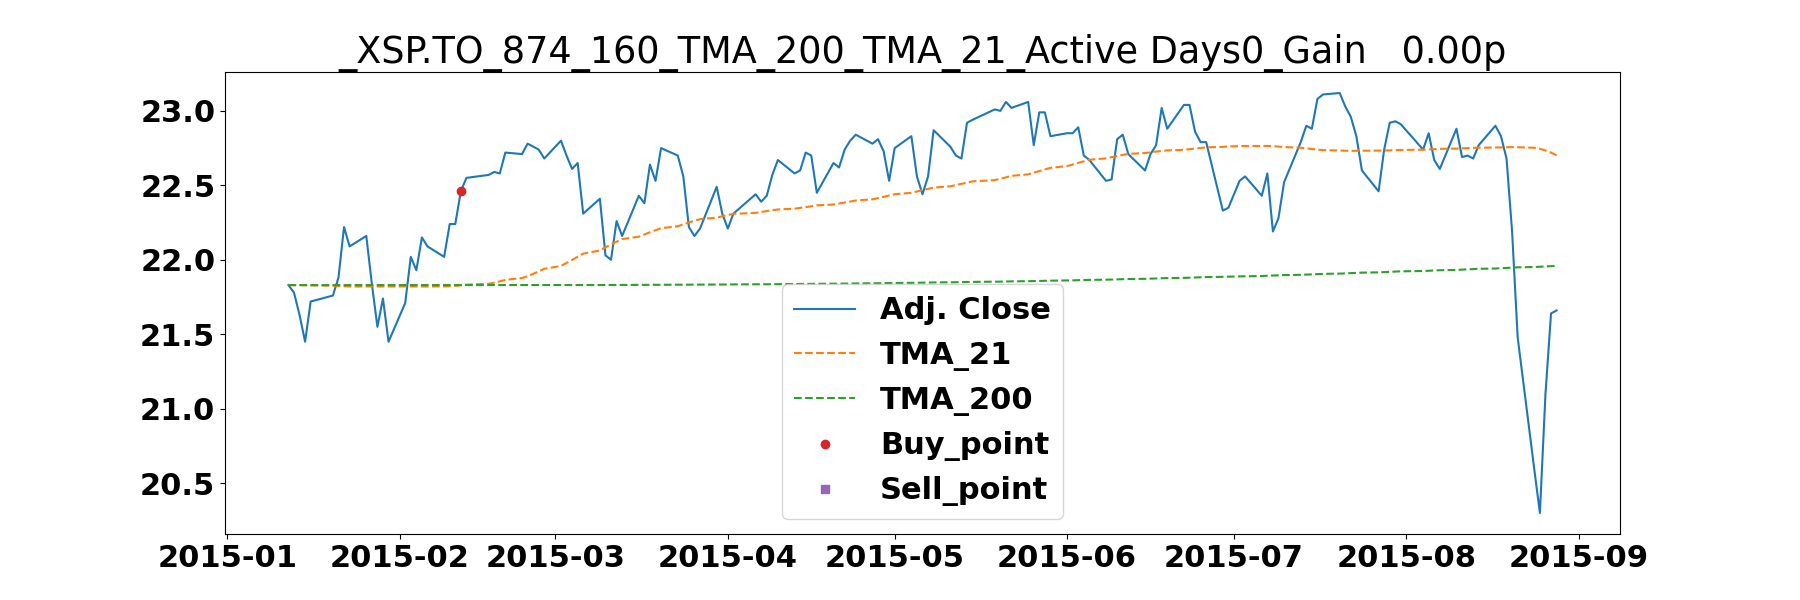 _XSP.TO_874_160_TMA_200_TMA_21_Active Days0_Gain   0.00p
23.0
22.5
22.0
21.5
21.0
20.5
Adj. Close
TMA_21
TMA_200
Buy_point
Sell_point
2015-01 2015-02 2015-03 2015-04 2015-05 2015-06 2015-07 2015-08 2015-09